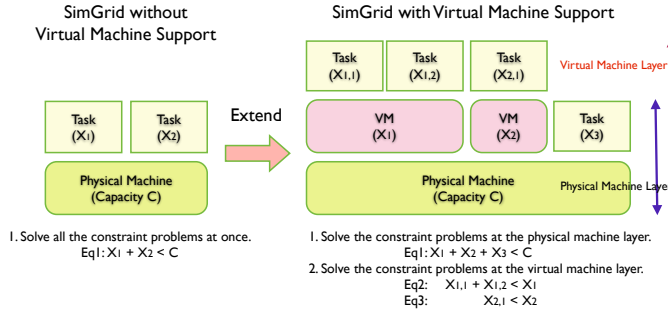 SimGrid without
Virtual Machine Support
Task
(X1)
Task
(X2)
Physical Machine
(Capacity C)
1. Solve all the constraint problems at once.
Eq1: X1 + X2 < C
Extend
SimGrid with Virtual Machine Support
Task
(X1,1)
Task
(X1,2)
Task
(X2,1)
Virtual Machine Layer
VM
(X1)
VM
(X2)
Task
(X3)
Physical Machine
(Capacity C)
Physical Machine Laye
1. Solve the constraint problems at the physical machine layer.
Eq1: X1 + X2 + X3 < C
2. Solve the constraint problems at the virtual machine layer.
Eq2: X1,1 + X1,2 < X1
Eq3: X2,1 < X2